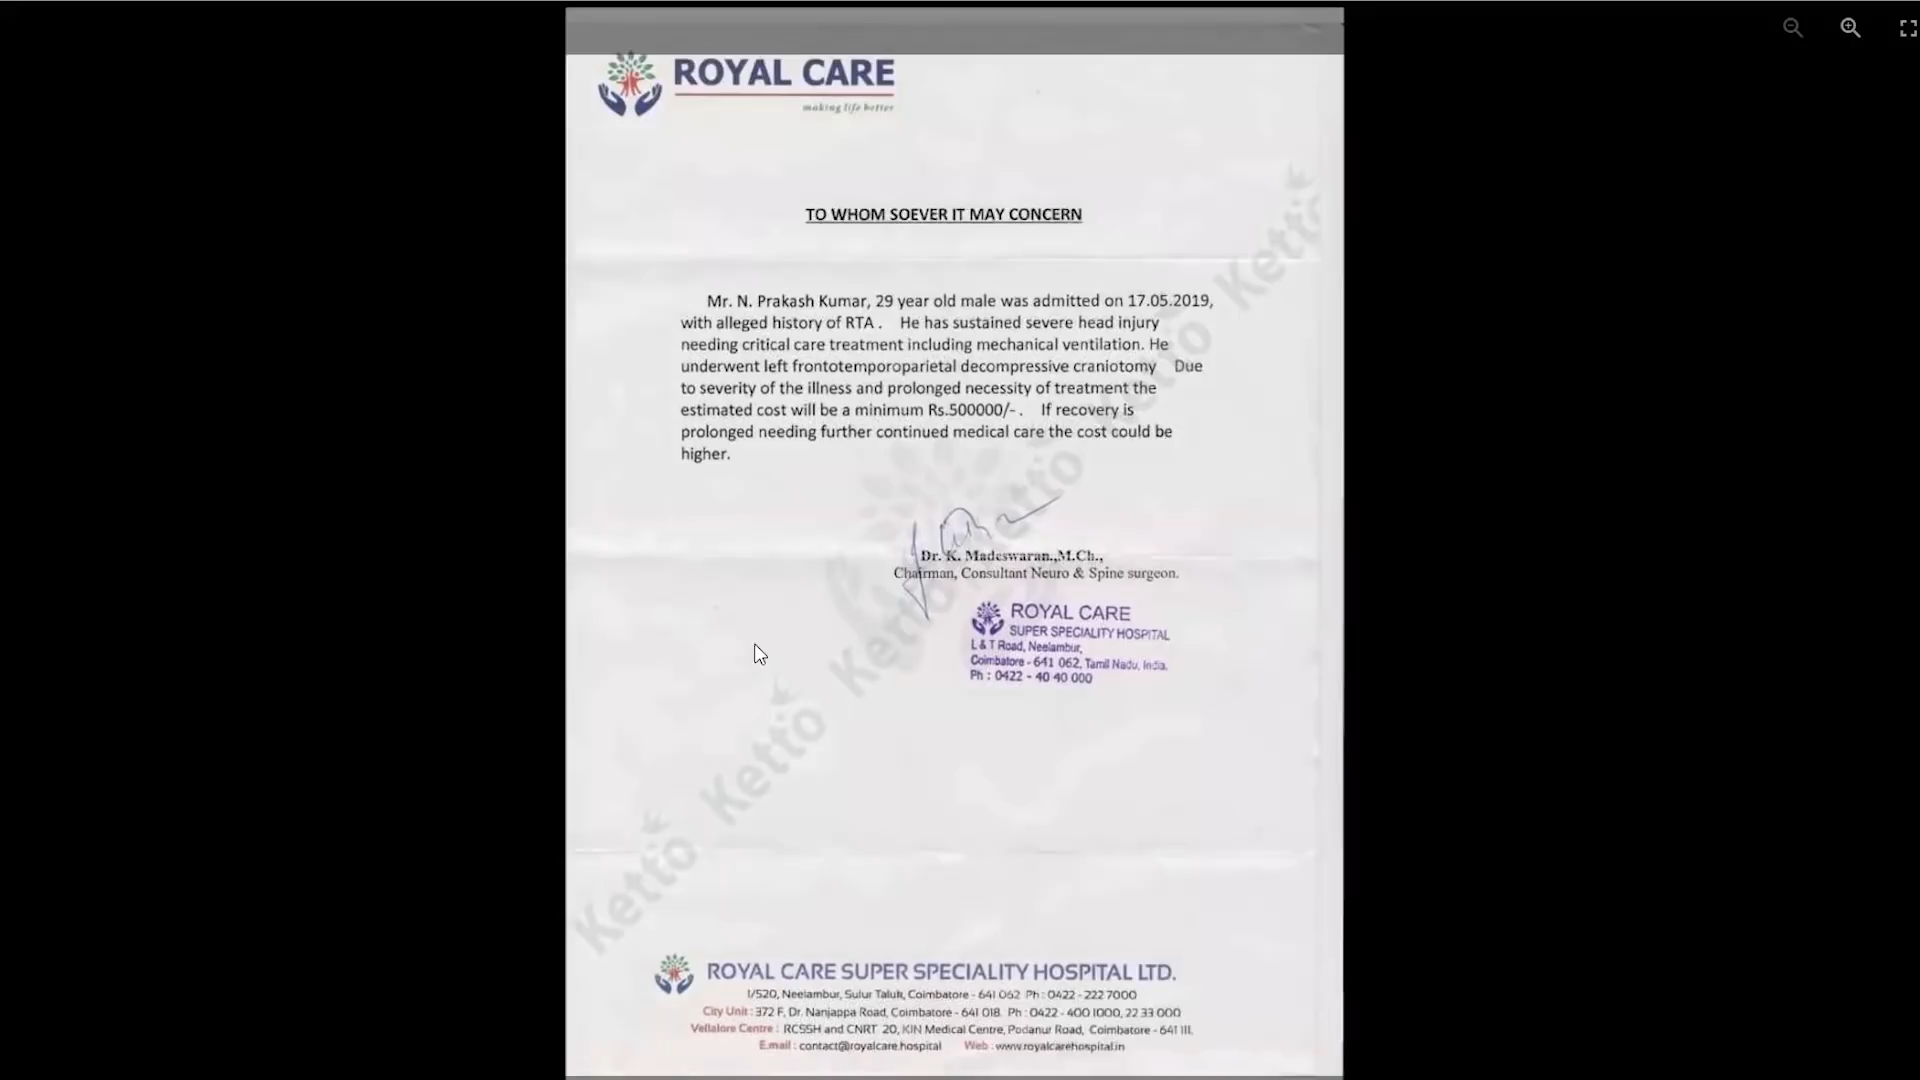 ROYAL CARE
making life better
TO WHOM SOEVER IT MAY CONCERN
Mr. N. Prakash Kumar, 29 year old male was admitted on 17.05.2019,
with alleged history of RTA . He has sustained severe head injury
needing critical care treatment including mechanical ventilation. He
underwent left frontotemporoparietal decompressive craniotomy Due
to severity of the illness and prolonged necessity of treatment the
estimated cost will be a minimum Rs.500000/- . If recovery is
prolonged needing further continued medical care the cost could be
higher.
Dr. K. Madeswaran.,M.Ch.,
Chairman, Consultant Neuro & Spine surgeon.
ROYAL CARE
SUPER SPECIALITY HOSPITAL
L & T Road, Neelambur,
Coimbatore - 641 062, Tamil Nadu, India.
Ph : 0422 - 40 40 000
Ketto Ketto Ketto Ketto Ketto Ketto
ROYAL CARE SUPER SPECIALITY HOSPITAL LTD.
1/520, Neelambur, Sulur Taluk, Coimbatore - 641 062 Ph : 0422 - 222 7000
City Unit : 372 F, Dr. Nanjappa Road, Coimbatore - 641 018. Ph : 0422 - 400 1000, 22 33 000
Vellalore Centre : RCSSH and CNRT 20, KIN Medical Centre, Podanur Road, Coimbatore - 641 111.
E.mail : contact@royalcare.hospital Web : www.royalcarehospital.in